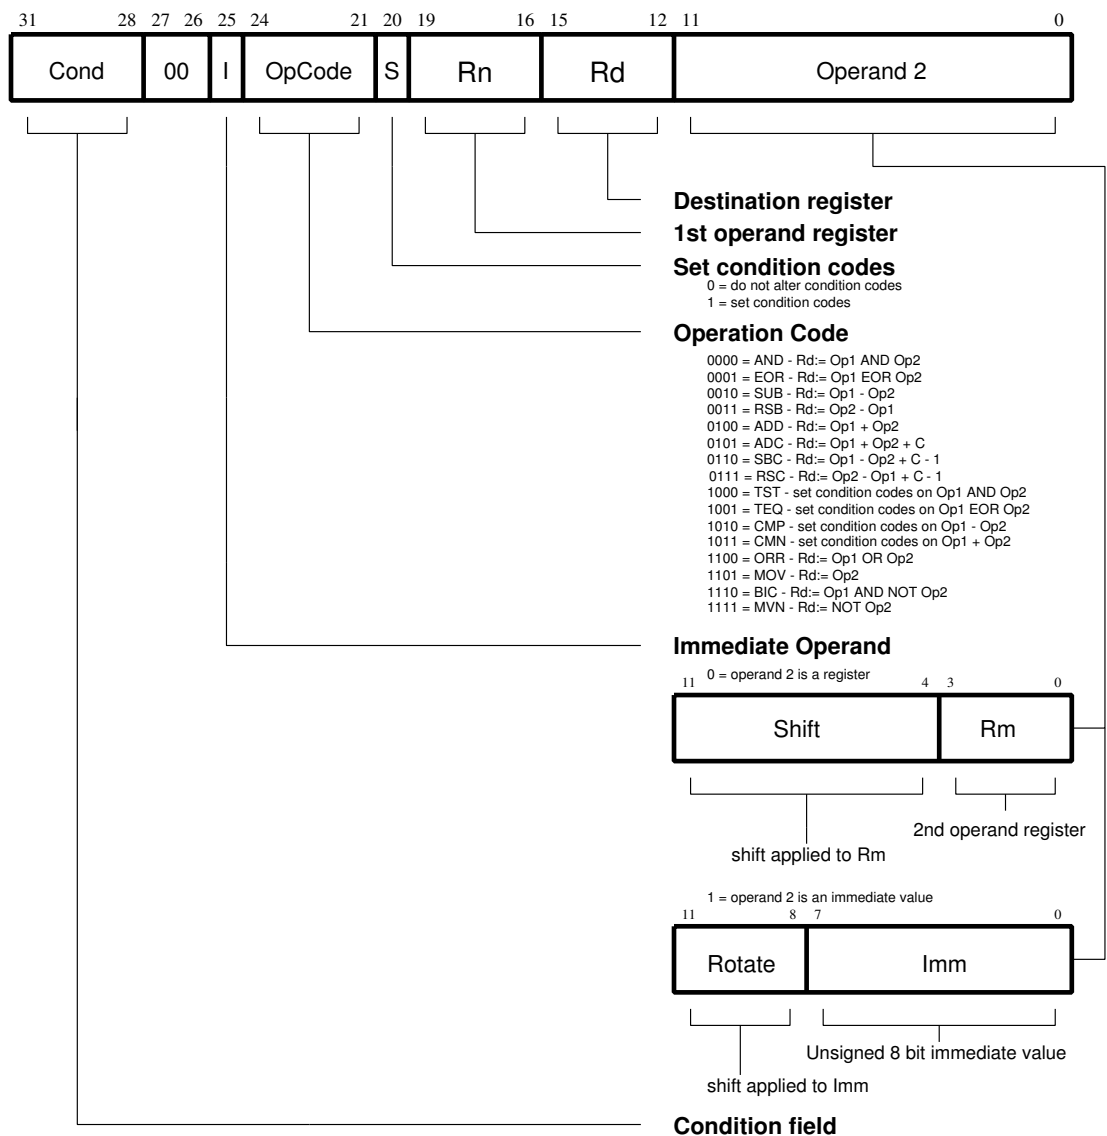 31 28 27 26 25 24 21 20 19 16 15 12 11 0
Cond 00 I OpCode S Rn Rd Operand 2
Destination register
1st operand register
Set condition codes
0 = do not alter condition codes
1 = set condition codes
Operation Code
0000 = AND - Rd:= Op1 AND Op2
0001 = EOR - Rd:= Op1 EOR Op2
0010 = SUB - Rd:= Op1 - Op2
0011 = RSB - Rd:= Op2 - Op1
0100 = ADD - Rd:= Op1 + Op2
0101 = ADC - Rd:= Op1 + Op2 + C
0110 = SBC - Rd:= Op1 - Op2 + C - 1
0111 = RSC - Rd:= Op2 - Op1 + C - 1
1000 = TST - set condition codes on Op1 AND Op2
1001 = TEQ - set condition codes on Op1 EOR Op2
1010 = CMP - set condition codes on Op1 - Op2
1011 = CMN - set condition codes on Op1 + Op2
1100 = ORR - Rd:= Op1 OR Op2
1101 = MOV - Rd:= Op2
1110 = BIC - Rd:= Op1 AND NOT Op2
1111 = MVN - Rd:= NOT Op2
Immediate Operand
0 = operand 2 is a register
11 4 3 0
Shift Rm
2nd operand register
shift applied to Rm
1 = operand 2 is an immediate value
11 8 7 0
Rotate Imm
Unsigned 8 bit immediate value
shift applied to Imm
Condition field